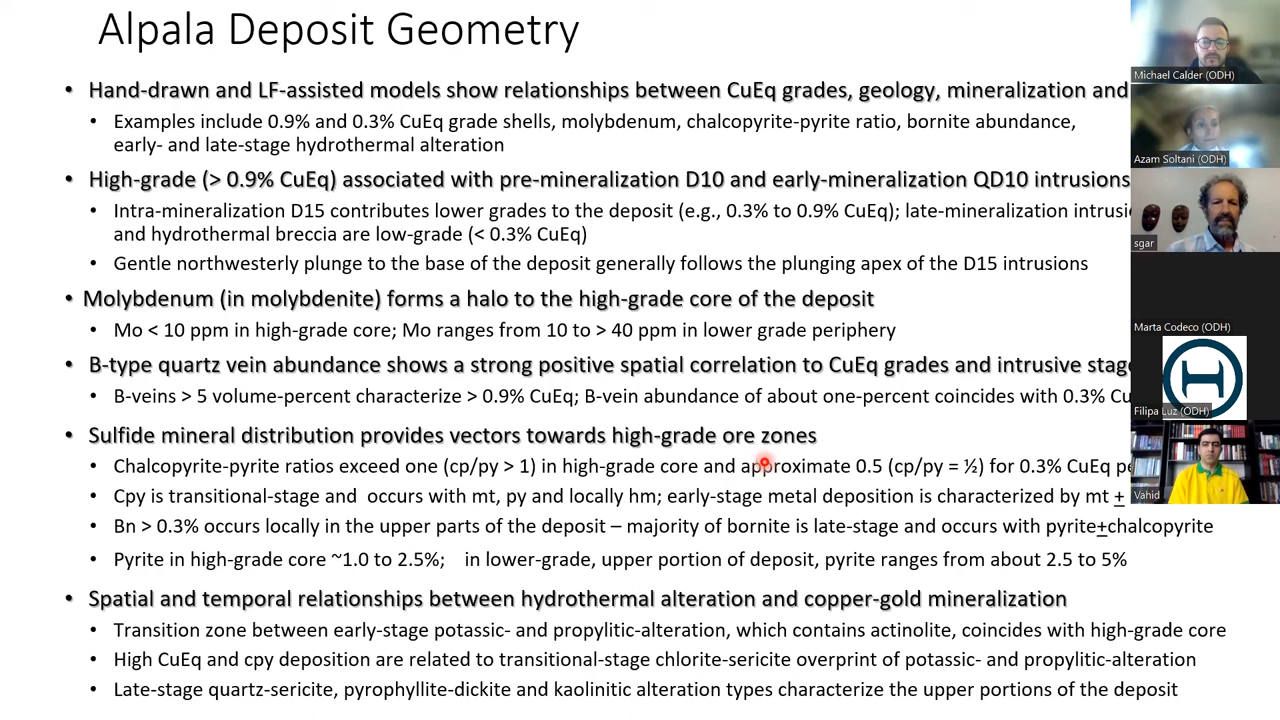 Alpala Deposit Geometry
• Hand-drawn and LF-assisted models show relationships between CuEq grades, geology, mineralization and
• Examples include 0.9% and 0.3% CuEq grade shells, molybdenum, chalcopyrite-pyrite ratio, bornite abundance,
early- and late-stage hydrothermal alteration
• High-grade (> 0.9% CuEq) associated with pre-mineralization D10 and early-mineralization QD10 intrusions
• Intra-mineralization D15 contributes lower grades to the deposit (e.g., 0.3% to 0.9% CuEq); late-mineralization
and hydrothermal breccia are low-grade (< 0.3% CuEq)
• Gentle northwesterly plunge to the base of the deposit generally follows the plunging apex of the D15 intrusions
• Molybdenum (in molybdenite) forms a halo to the high-grade core of the deposit
• Mo < 10 ppm in high-grade core; Mo ranges from 10 to > 40 ppm in lower grade periphery
• B-type quartz vein abundance shows a strong positive spatial correlation to CuEq grades and intrusive
• B-veins > 5 volume-percent characterize > 0.9% CuEq; B-vein abundance of about one-percent coincides with 0.3%
• Sulfide mineral distribution provides vectors towards high-grade ore zones
• Chalcopyrite-pyrite ratios exceed one (cp/py > 1) in high-grade core and approximate 0.5 (cp/py = ½) for 0.3% CuEq
• Cpy is transitional-stage and occurs with mt, py and locally hm; early-stage metal deposition is characterized by mt ±
• Bn > 0.3% occurs locally in the upper parts of the deposit – majority of bornite is late-stage and occurs with pyrite±chalcopyrite
• Pyrite in high-grade core ~1.0 to 2.5%; in lower-grade, upper portion of deposit, pyrite ranges from about 2.5 to 5%
• Spatial and temporal relationships between hydrothermal alteration and copper-gold mineralization
• Transition zone between early-stage potassic- and propylitic-alteration, which contains actinolite, coincides with high-grade core
• High CuEq and cpy deposition are related to transitional-stage chlorite-sericite overprint of potassic- and propylitic-alteration
• Late-stage quartz-sericite, pyrophyllite-dickite and kaolinitic alteration types characterize the upper portions of the deposit
Michael Calder (ODH)
Azam Soltani (ODH)
sgar
Marta Codeco (ODH)
Filipa Luz (ODH)
Vahid